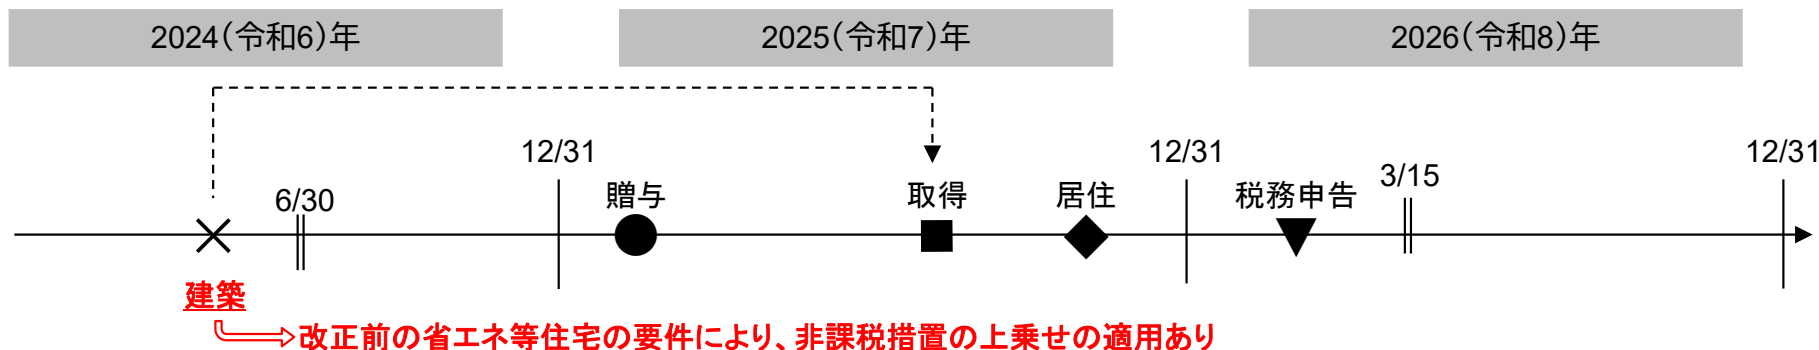 2024(令和6)年 2025(令和7)年 2026(令和8)年
12/31 12/31 12/31
6/30 贈与 取得 居住 税務申告 3/15
建築
改正前の省エネ等住宅の要件により、非課税措置の上乗せの適用あり